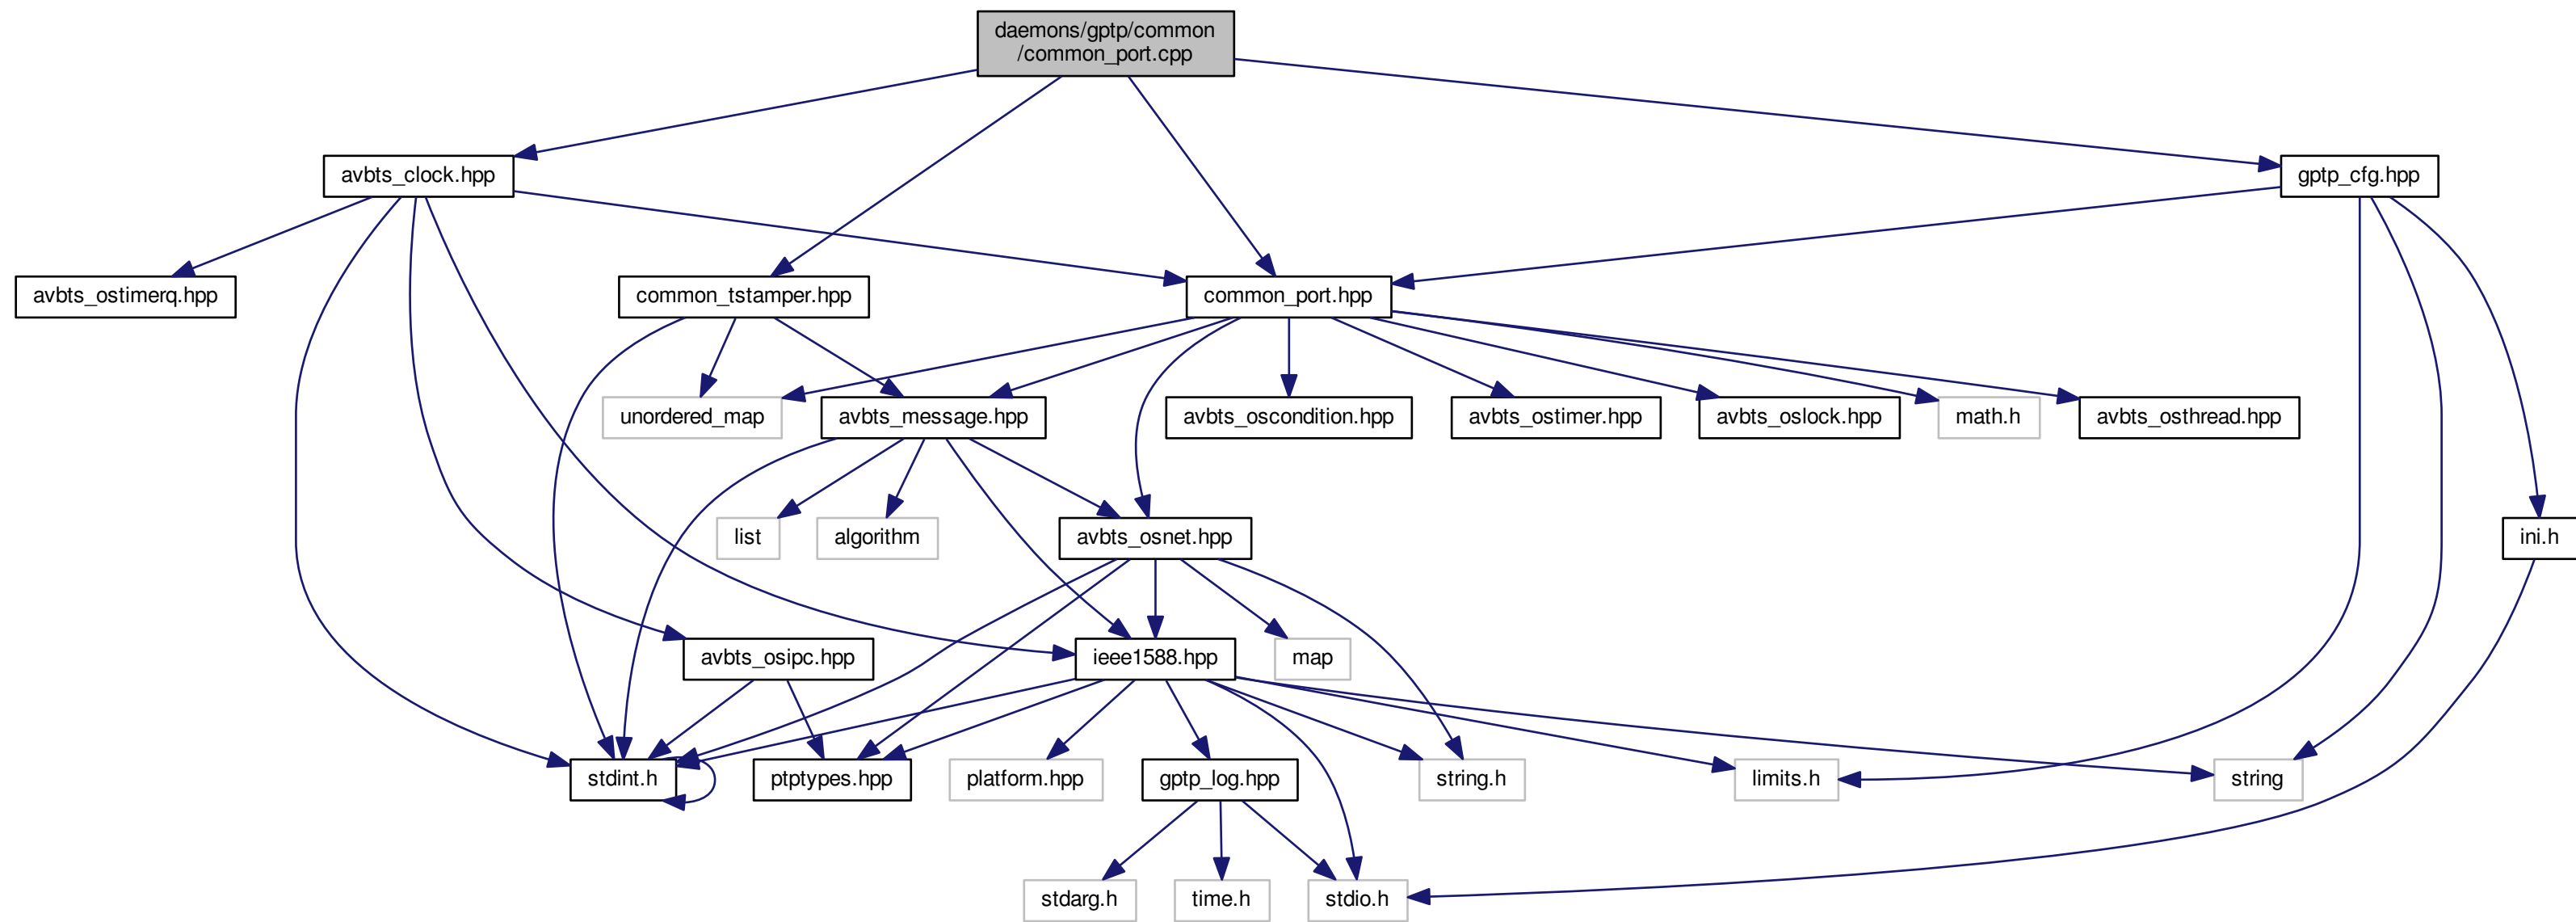 daemons/gptp/common
/common_port.cpp
avbts_clock.hpp
gptp_cfg.hpp
avbts_ostimerq.hpp
common_tstamper.hpp
common_port.hpp
unordered_map
avbts_message.hpp
avbts_oscondition.hpp
avbts_ostimer.hpp
avbts_oslock.hpp
math.h
avbts_osthread.hpp
list
algorithm
avbts_osnet.hpp
ini.h
avbts_osipc.hpp
ieee1588.hpp
map
stdint.h
ptptypes.hpp
platform.hpp
gptp_log.hpp
string.h
limits.h
string
stdarg.h
time.h
stdio.h